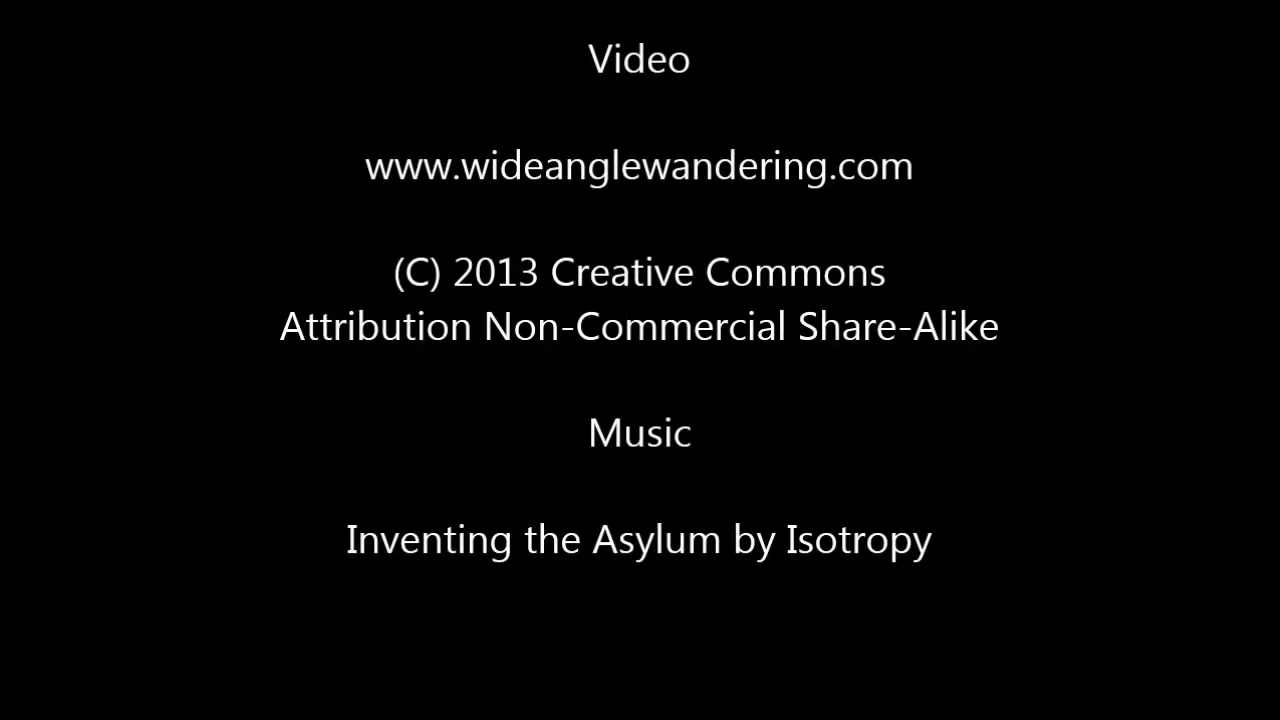 Video
www.wideanglewandering.com
(C) 2013 Creative Commons
Attribution Non-Commercial Share-Alike
Music
Inventing the Asylum by Isotropy